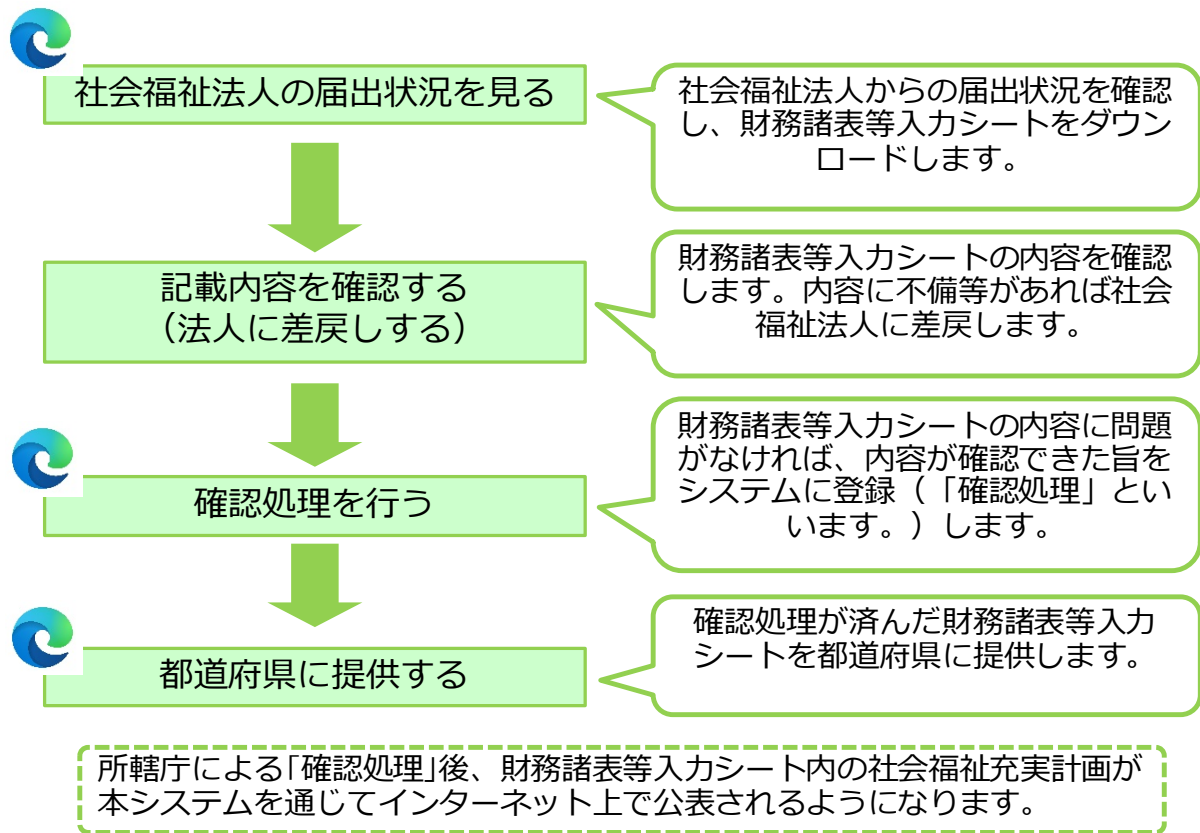 社会福祉法人の届出状況を見る
社会福祉法人からの届出状況を確認
し、財務諸表等入力シートをダウン
ロードします。
記載内容を確認する
（法人に差戻しする）
財務諸表等入力シートの内容を確認
します。内容に不備等があれば社会
福祉法人に差戻します。
確認処理を行う
財務諸表等入力シートの内容に問題
がなければ、内容が確認できた旨を
システムに登録（「確認処理」とい
います。）します。
都道府県に提供する
確認処理が済んだ財務諸表等入力
シートを都道府県に提供します。
所轄庁による「確認処理」後、財務諸表等入力シート内の社会福祉充実計画が
本システムを通じてインターネット上で公表されるようになります。